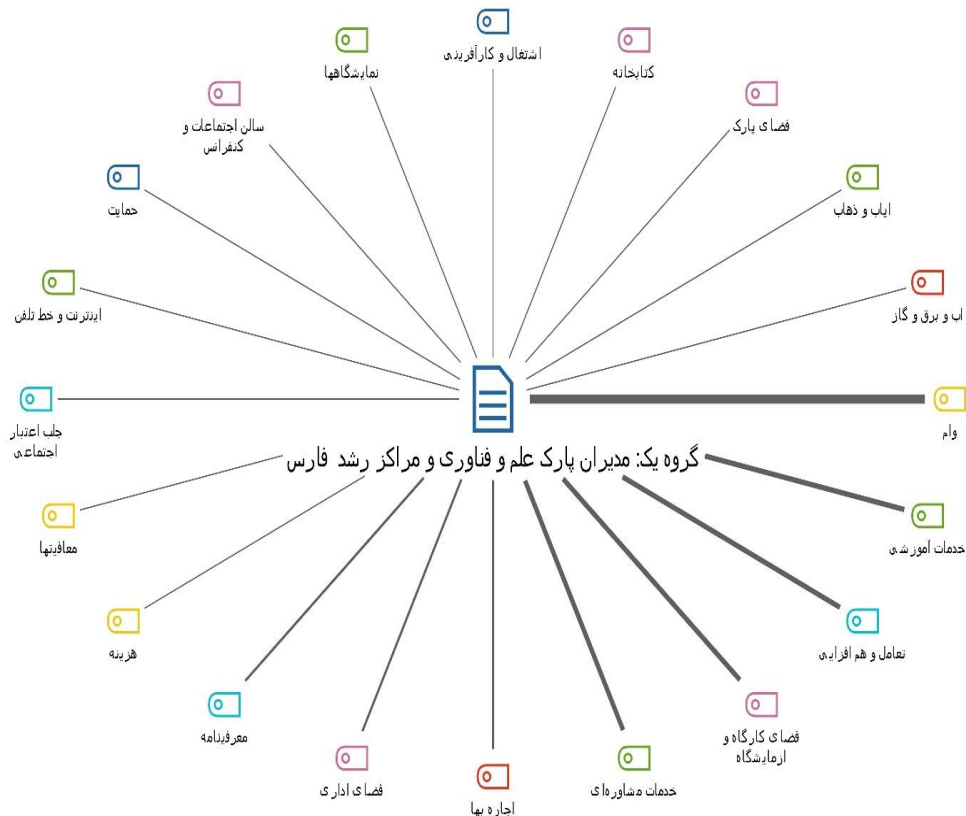 اشتغال و کارآفرینی
کتابخانه
نمایشگاهها
فضای پارک
سالن اجتماعات و
کنفرانس
ایاب و ذهاب
حمایت
اب و برق و گاز
اینترنت و خط تلفن
وام
جلب اعتبار
اجتماعی
گروه یک: مدیران پارک علم و فناوری و مراکز رشد فارس
خدمات آموزشی
معافیتها
تعامل و هم افزایی
هزینه
فضای کارگاه و
ازمایشگاه
معرفینامه
خدمات مشاوره‌ای
فضای اداری
اجاره بها